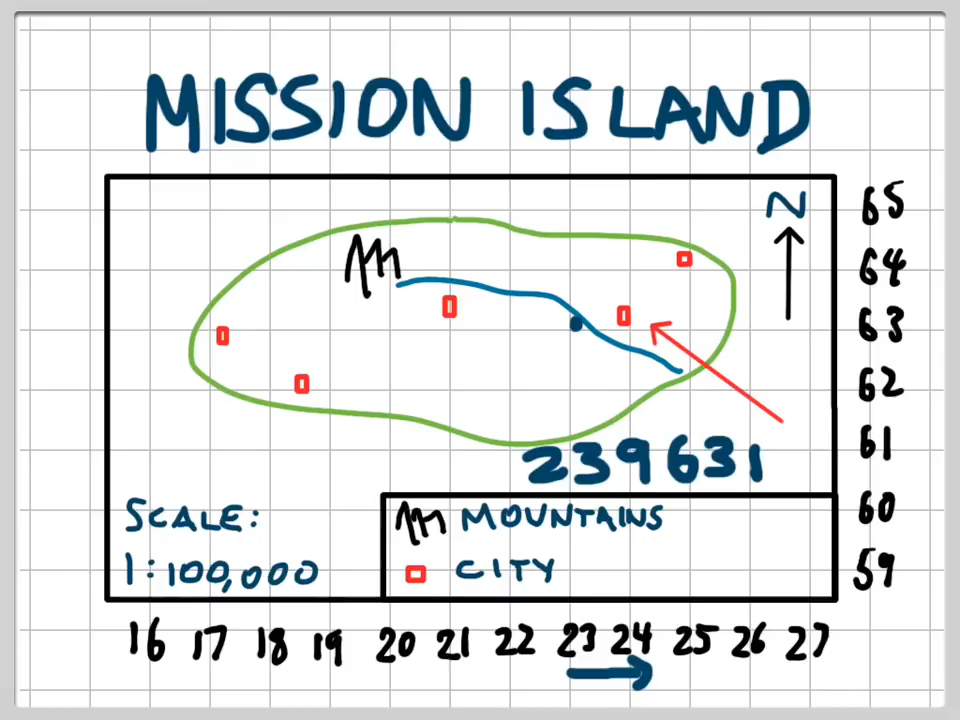 MISSION ISLAND
N
65
64
63
62
61
60
59
239631
SCALE:
1:100,000
MOUNTAINS
CITY
16 17 18 19 20 21 22 23 24 25 26 27